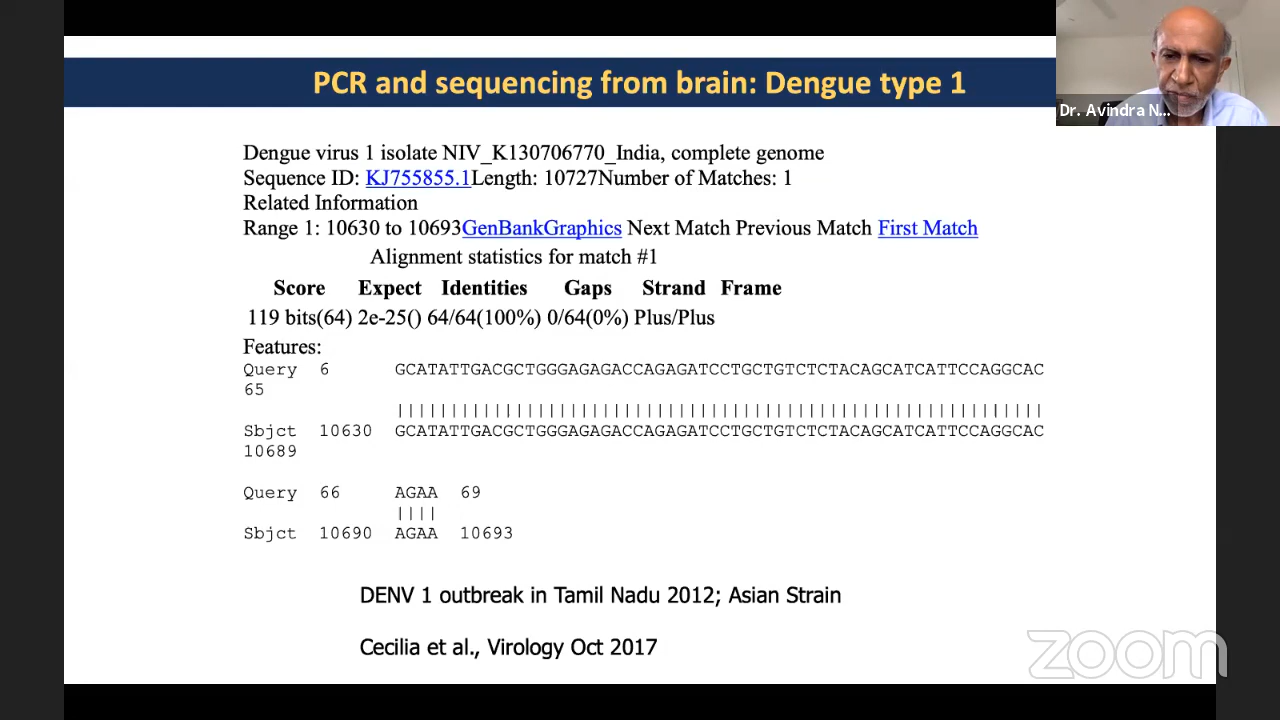 PCR and sequencing from brain: Dengue type 1
Dr. Avindra N...
Dengue virus 1 isolate NIV_K130706770_India, complete genome
Sequence ID: KJ755855.1Length: 10727Number of Matches: 1
Related Information
Range 1: 10630 to 10693GenBankGraphics Next Match Previous Match First Match
Alignment statistics for match #1
Score Expect Identities Gaps Strand Frame
119 bits(64) 2e-25() 64/64(100%) 0/64(0%) Plus/Plus
Features:
Query 6 GCATATTGACGCTGGGAGAGACCAGAGATCCTGCTGTCTCTACAGCATCATTCCAGGCAC
65
||||||||||||||||||||||||||||||||||||||||||||||||||||||||||||
Sbjct 10630 GCATATTGACGCTGGGAGAGACCAGAGATCCTGCTGTCTCTACAGCATCATTCCAGGCAC
10689
Query 66 AGAA 69
||||
Sbjct 10690 AGAA 10693
DENV 1 outbreak in Tamil Nadu 2012; Asian Strain
Cecilia et al., Virology Oct 2017
zoom